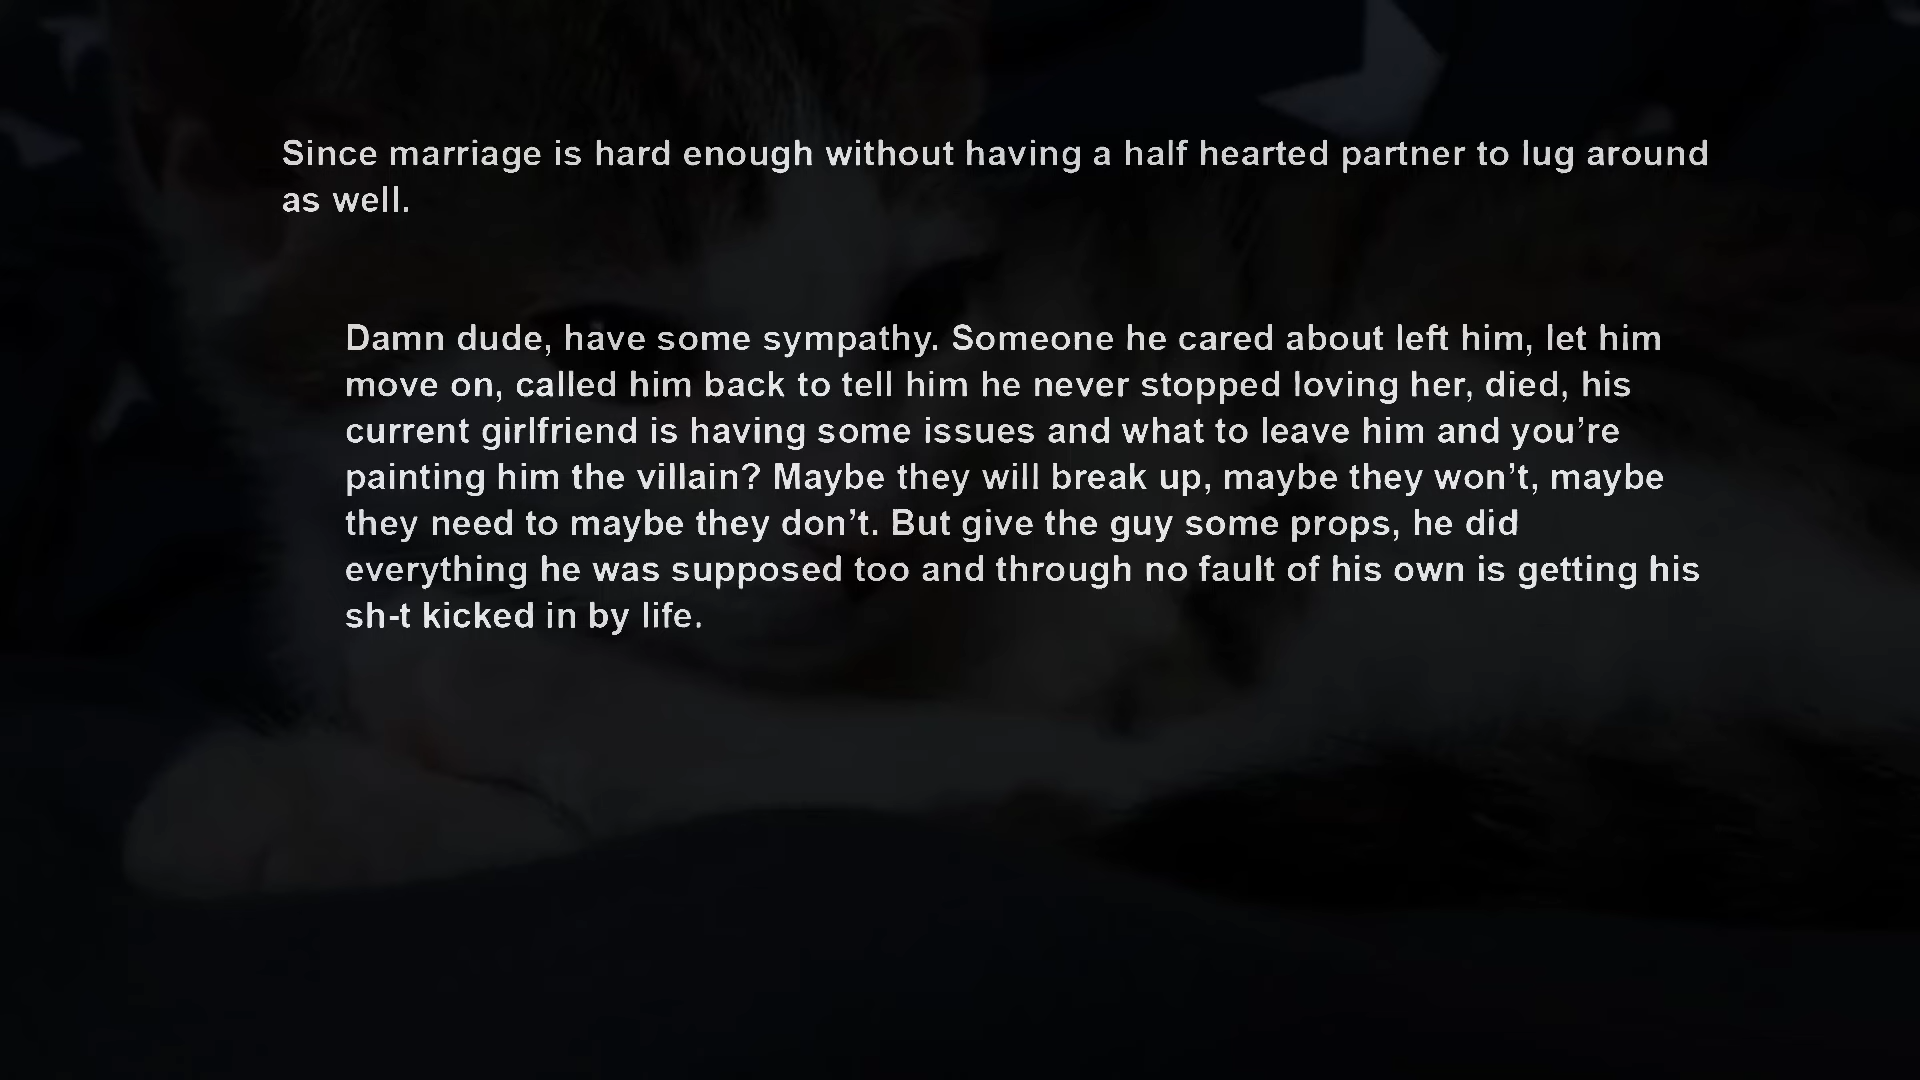 Since marriage is hard enough without having a half hearted partner to lug around
as well.
Damn dude, have some sympathy. Someone he cared about left him, let him
move on, called him back to tell him he never stopped loving her, died, his
current girlfriend is having some issues and what to leave him and you’re
painting him the villain? Maybe they will break up, maybe they won’t, maybe
they need to maybe they don’t. But give the guy some props, he did
everything he was supposed too and through no fault of his own is getting his
sh-t kicked in by life.